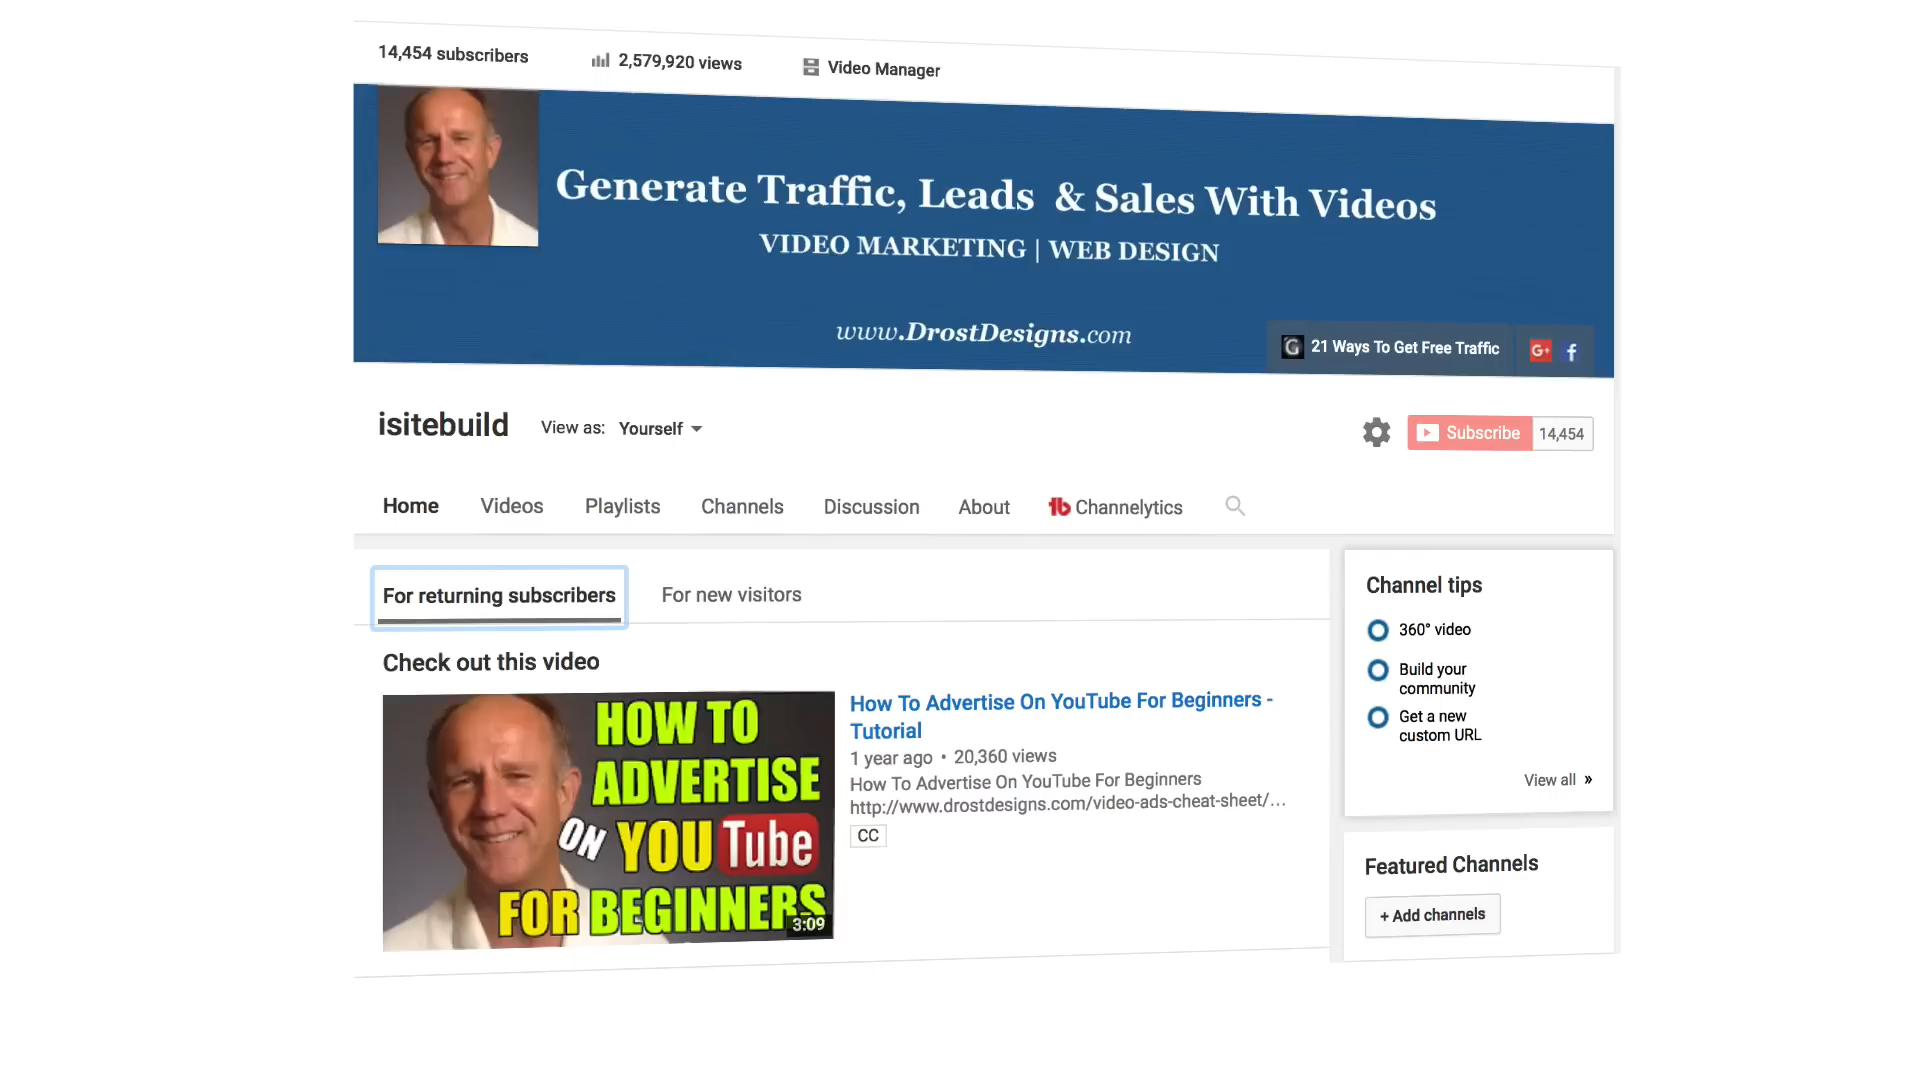 14,454 subscribers
2,579,920 views
Video Manager
Generate Traffic, Leads & Sales With Videos
VIDEO MARKETING | WEB DESIGN
www.DrostDesigns.com
G 21 Ways To Get Free Traffic
G+ f
isitebuild
View as: Yourself
Subscribe 14,454
Home Videos Playlists Channels Discussion About Channelytics
For returning subscribers
For new visitors
Check out this video
HOW TO
ADVERTISE
ON YOUTube
FOR BEGINNERS
3:09
How To Advertise On YouTube For Beginners -
Tutorial
1 year ago • 20,360 views
How To Advertise On YouTube For Beginners
http://www.drostdesigns.com/video-ads-cheat-sheet/...
CC
Channel tips
360° video
Build your
community
Get a new
custom URL
View all »
Featured Channels
+ Add channels